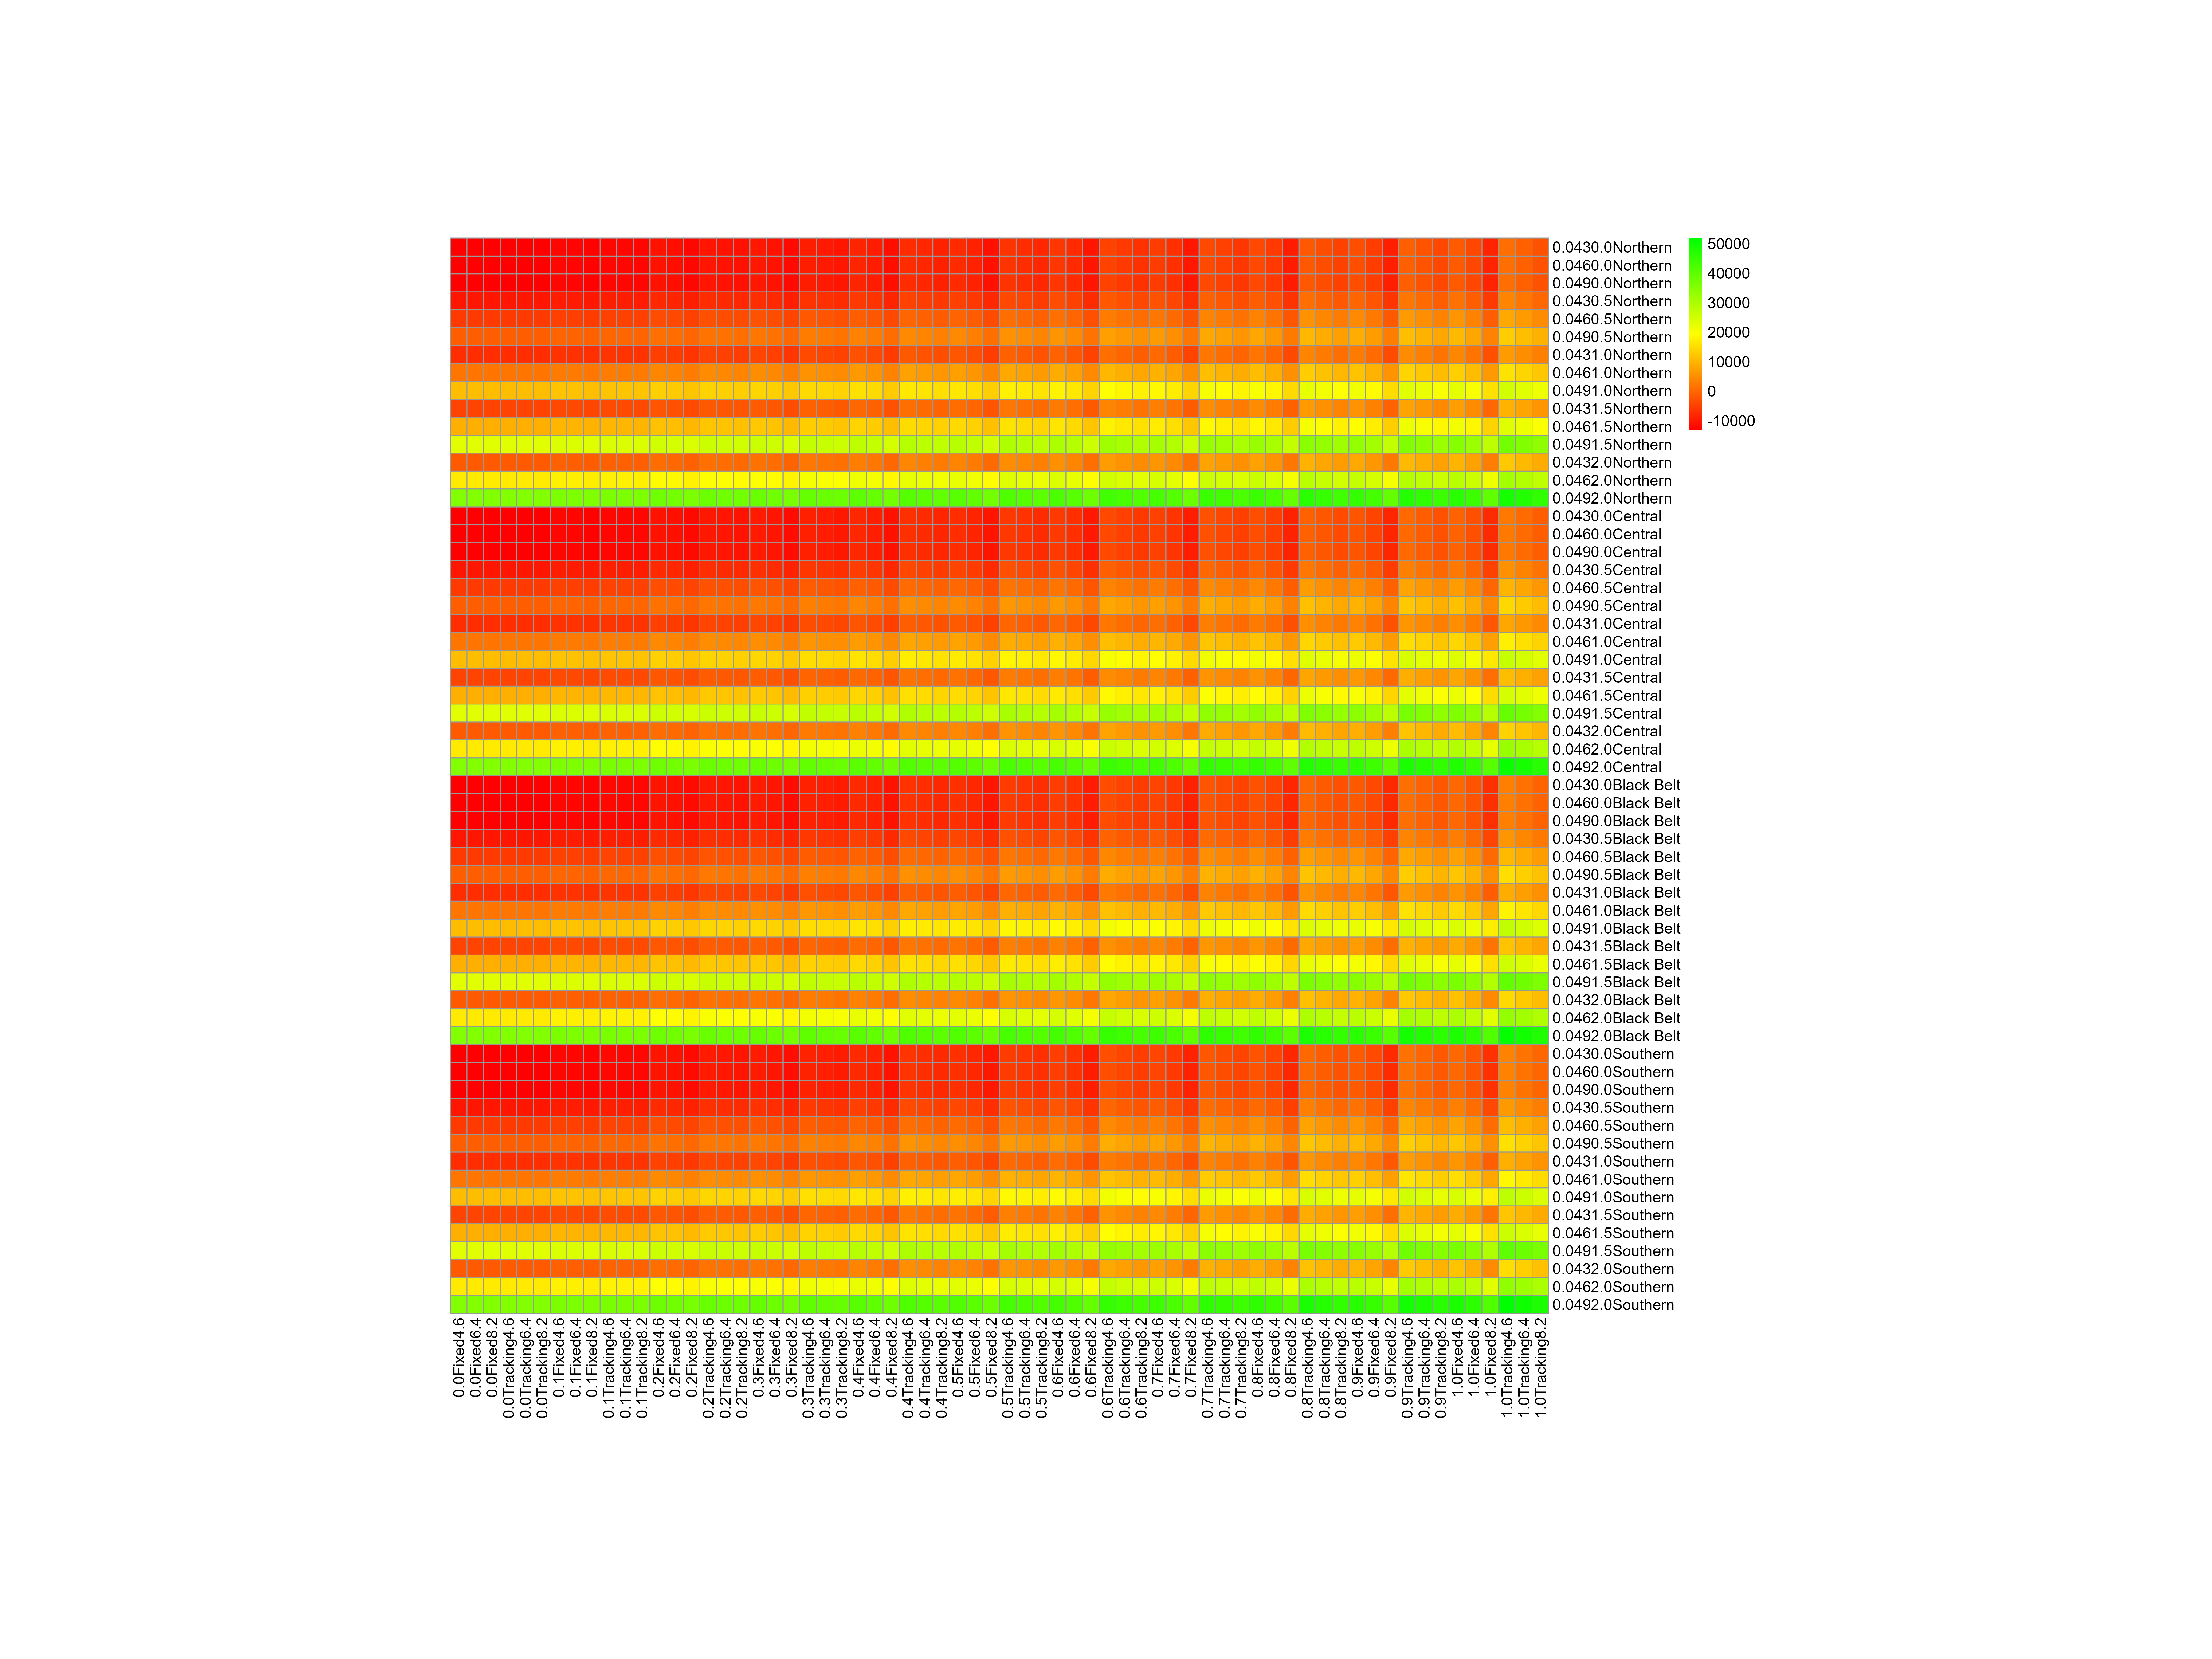 50000
40000
30000
20000
10000
0
-10000
0.0430.0Northern
0.0460.0Northern
0.0490.0Northern
0.0430.5Northern
0.0460.5Northern
0.0490.5Northern
0.0431.0Northern
0.0461.0Northern
0.0491.0Northern
0.0431.5Northern
0.0461.5Northern
0.0491.5Northern
0.0432.0Northern
0.0462.0Northern
0.0492.0Northern
0.0430.0Central
0.0460.0Central
0.0490.0Central
0.0430.5Central
0.0460.5Central
0.0490.5Central
0.0431.0Central
0.0461.0Central
0.0491.0Central
0.0431.5Central
0.0461.5Central
0.0491.5Central
0.0432.0Central
0.0462.0Central
0.0492.0Central
0.0430.0Black Belt
0.0460.0Black Belt
0.0490.0Black Belt
0.0430.5Black Belt
0.0460.5Black Belt
0.0490.5Black Belt
0.0431.0Black Belt
0.0461.0Black Belt
0.0491.0Black Belt
0.0431.5Black Belt
0.0461.5Black Belt
0.0491.5Black Belt
0.0432.0Black Belt
0.0462.0Black Belt
0.0492.0Black Belt
0.0430.0Southern
0.0460.0Southern
0.0490.0Southern
0.0430.5Southern
0.0460.5Southern
0.0490.5Southern
0.0431.0Southern
0.0461.0Southern
0.0491.0Southern
0.0431.5Southern
0.0461.5Southern
0.0491.5Southern
0.0432.0Southern
0.0462.0Southern
0.0492.0Southern
0.0Fixed4.6
0.0Fixed6.4
0.0Fixed8.2
0.0Tracking4.6
0.0Tracking6.4
0.0Tracking8.2
0.1Fixed4.6
0.1Fixed6.4
0.1Fixed8.2
0.1Tracking4.6
0.1Tracking6.4
0.1Tracking8.2
0.2Fixed4.6
0.2Fixed6.4
0.2Fixed8.2
0.2Tracking4.6
0.2Tracking6.4
0.2Tracking8.2
0.3Fixed4.6
0.3Fixed6.4
0.3Fixed8.2
0.3Tracking4.6
0.3Tracking6.4
0.3Tracking8.2
0.4Fixed4.6
0.4Fixed6.4
0.4Fixed8.2
0.4Tracking4.6
0.4Tracking6.4
0.4Tracking8.2
0.5Fixed4.6
0.5Fixed6.4
0.5Fixed8.2
0.5Tracking4.6
0.5Tracking6.4
0.5Tracking8.2
0.6Fixed4.6
0.6Fixed6.4
0.6Fixed8.2
0.6Tracking4.6
0.6Tracking6.4
0.6Tracking8.2
0.7Fixed4.6
0.7Fixed6.4
0.7Fixed8.2
0.7Tracking4.6
0.7Tracking6.4
0.7Tracking8.2
0.8Fixed4.6
0.8Fixed6.4
0.8Fixed8.2
0.8Tracking4.6
0.8Tracking6.4
0.8Tracking8.2
0.9Fixed4.6
0.9Fixed6.4
0.9Fixed8.2
0.9Tracking4.6
0.9Tracking6.4
0.9Tracking8.2
1.0Fixed4.6
1.0Fixed6.4
1.0Fixed8.2
1.0Tracking4.6
1.0Tracking6.4
1.0Tracking8.2